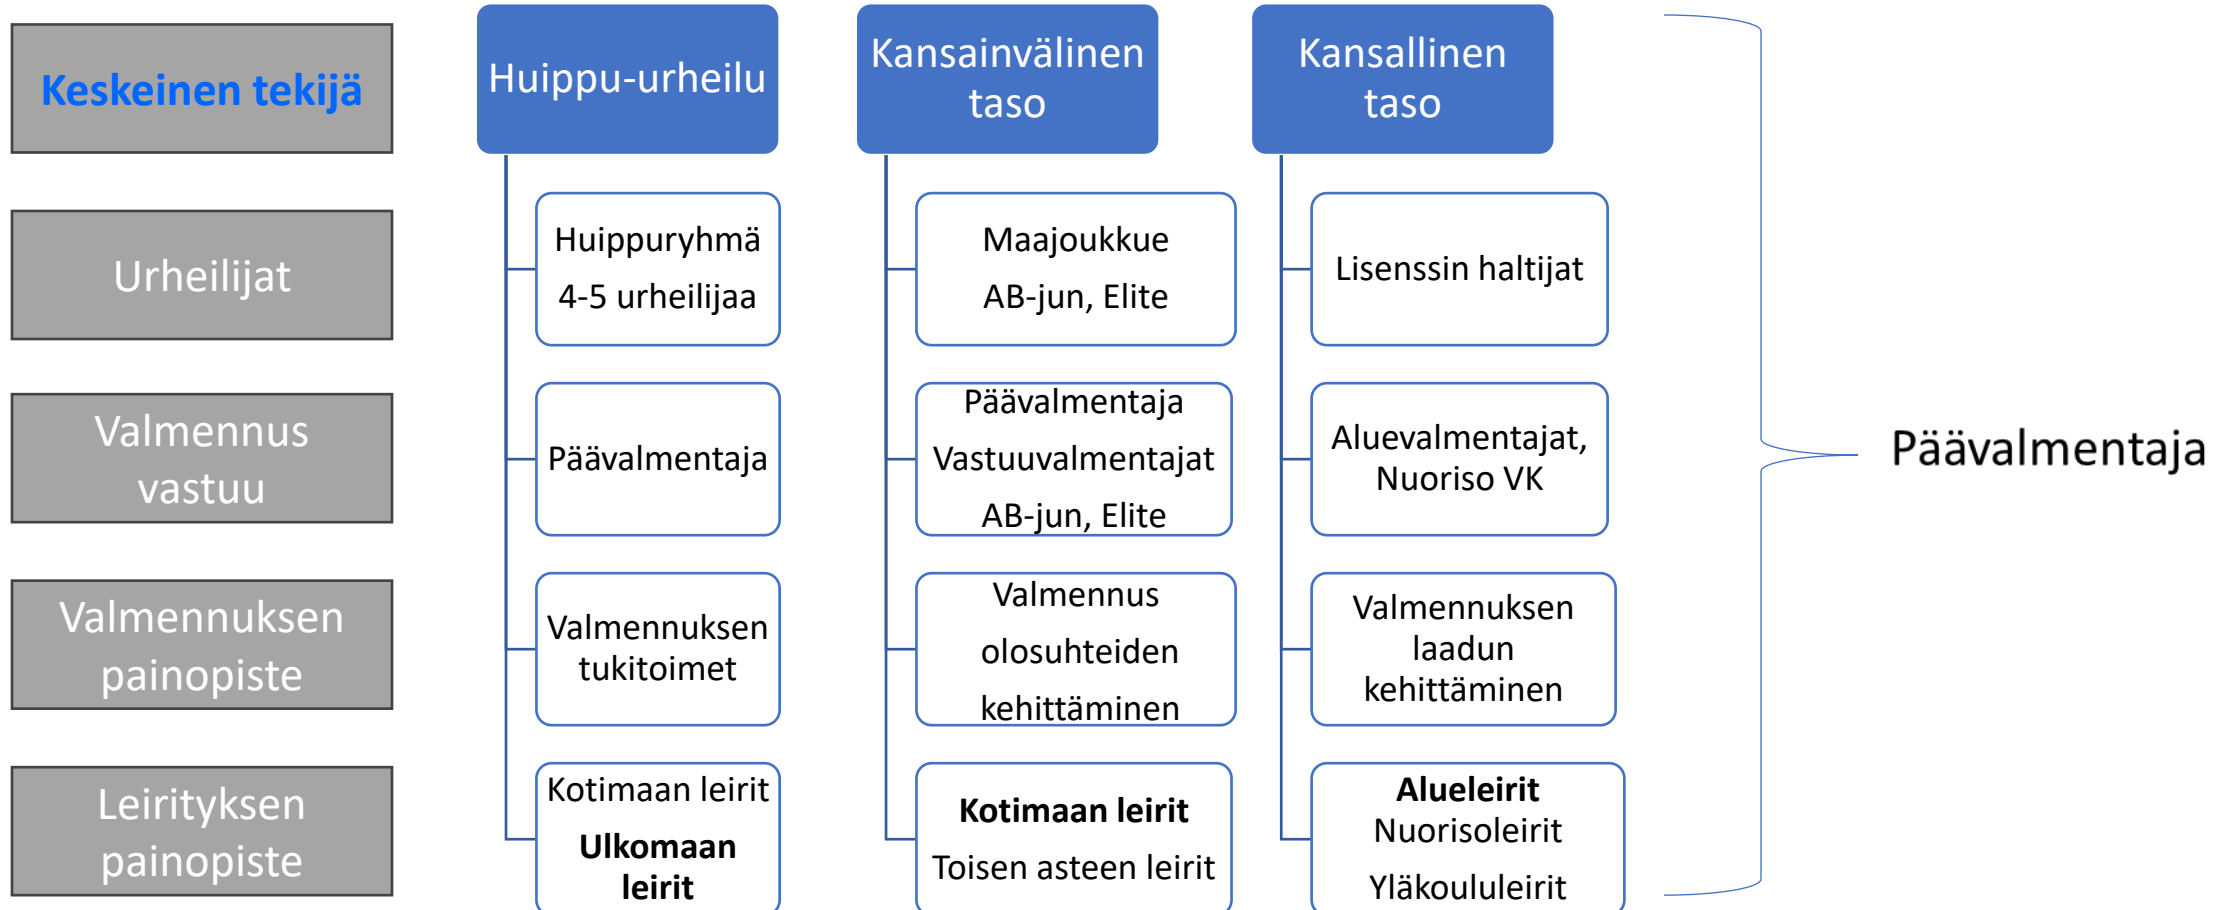 Keskeinen tekijä
Huippu-urheilu
Kansainvälinen
taso
Kansallinen
taso
Urheilijat
Huippuryhmä
4-5 urheilijaa
Maajoukkue
AB-jun, Elite
Lisenssin haltijat
Valmennus
vastuu
Päävalmentaja
Päävalmentaja
Vastuuvalmentajat
AB-jun, Elite
Aluevalmentajat,
Nuoriso VK
Päävalmentaja
Valmennuksen
painopiste
Valmennuksen
tukitoimet
Valmennus
olosuhteiden
kehittäminen
Valmennuksen
laadun
kehittäminen
Leirityksen
painopiste
Kotimaan leirit
Ulkomaan
leirit
Kotimaan leirit
Toisen asteen leirit
Alueleirit
Nuorisoleirit
Yläkoululeirit